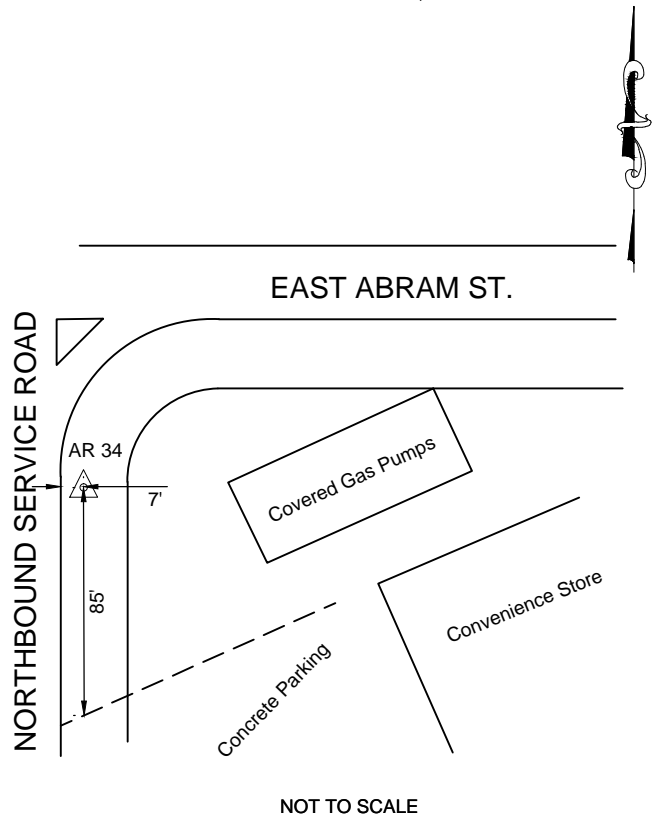 EAST ABRAM ST.
NORTHBOUND SERVICE ROAD
AR 34
7'
85'
Covered Gas Pumps
Convenience Store
Concrete Parking
NOT TO SCALE